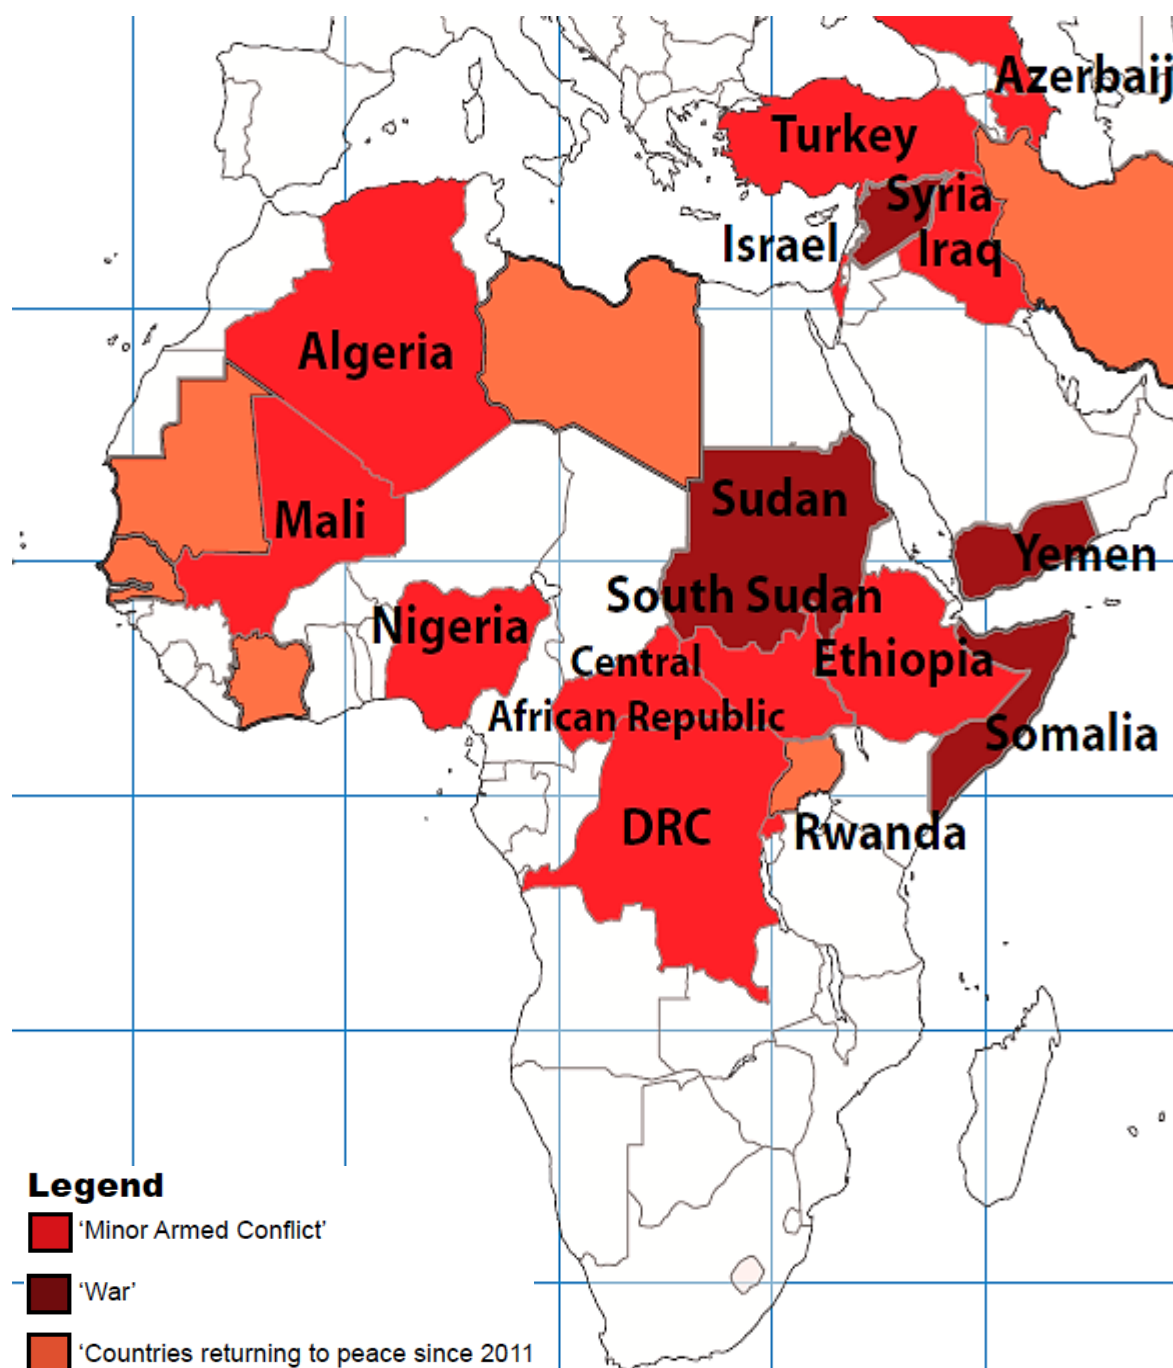 Azerbaij
Turkey
Syria
Israel
Iraq
Algeria
Sudan
Mali
Yemen
South Sudan
Nigeria
Central
Ethiopia
African Republic
Somalia
DRC
Rwanda
Legend
‘Minor Armed Conflict’
‘War’
‘Countries returning to peace since 2011